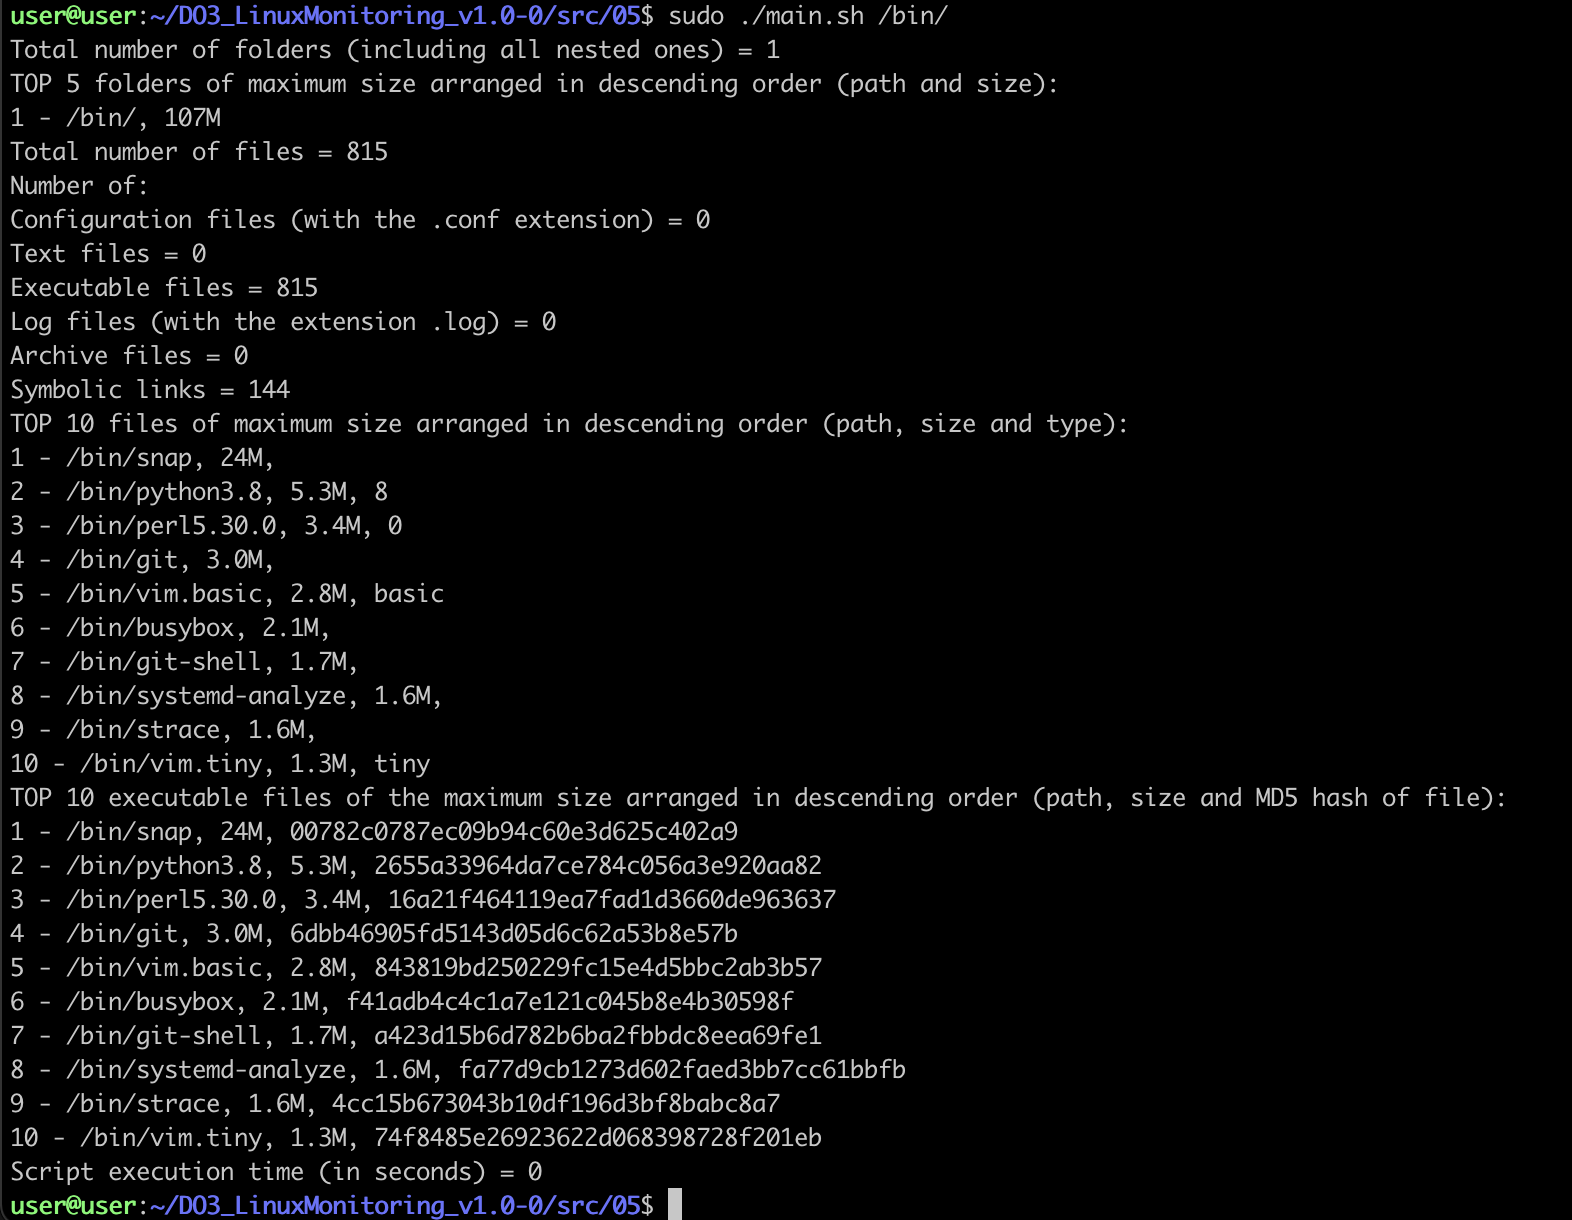 user@user:~/DO3_LinuxMonitoring_v1.0-0/src/05$ sudo ./main.sh /bin/
Total number of folders (including all nested ones) = 1
TOP 5 folders of maximum size arranged in descending order (path and size):
1 - /bin/, 107M
Total number of files = 815
Number of:
Configuration files (with the .conf extension) = 0
Text files = 0
Executable files = 815
Log files (with the extension .log) = 0
Archive files = 0
Symbolic links = 144
TOP 10 files of maximum size arranged in descending order (path, size and type):
1 - /bin/snap, 24M,
2 - /bin/python3.8, 5.3M, 8
3 - /bin/perl5.30.0, 3.4M, 0
4 - /bin/git, 3.0M,
5 - /bin/vim.basic, 2.8M, basic
6 - /bin/busybox, 2.1M,
7 - /bin/git-shell, 1.7M,
8 - /bin/systemd-analyze, 1.6M,
9 - /bin/strace, 1.6M,
10 - /bin/vim.tiny, 1.3M, tiny
TOP 10 executable files of the maximum size arranged in descending order (path, size and MD5 hash of file):
1 - /bin/snap, 24M, 00782c0787ec09b94c60e3d625c402a9
2 - /bin/python3.8, 5.3M, 2655a33964da7ce784c056a3e920aa82
3 - /bin/perl5.30.0, 3.4M, 16a21f464119ea7fad1d3660de963637
4 - /bin/git, 3.0M, 6dbb46905fd5143d05d6c62a53b8e57b
5 - /bin/vim.basic, 2.8M, 843819bd250229fc15e4d5bbc2ab3b57
6 - /bin/busybox, 2.1M, f41adb4c4c1a7e121c045b8e4b30598f
7 - /bin/git-shell, 1.7M, a423d15b6d782b6ba2fbbdc8eea69fe1
8 - /bin/systemd-analyze, 1.6M, fa77d9cb1273d602faed3bb7cc61bbfb
9 - /bin/strace, 1.6M, 4cc15b673043b10df196d3bf8babc8a7
10 - /bin/vim.tiny, 1.3M, 74f8485e26923622d068398728f201eb
Script execution time (in seconds) = 0
user@user:~/DO3_LinuxMonitoring_v1.0-0/src/05$